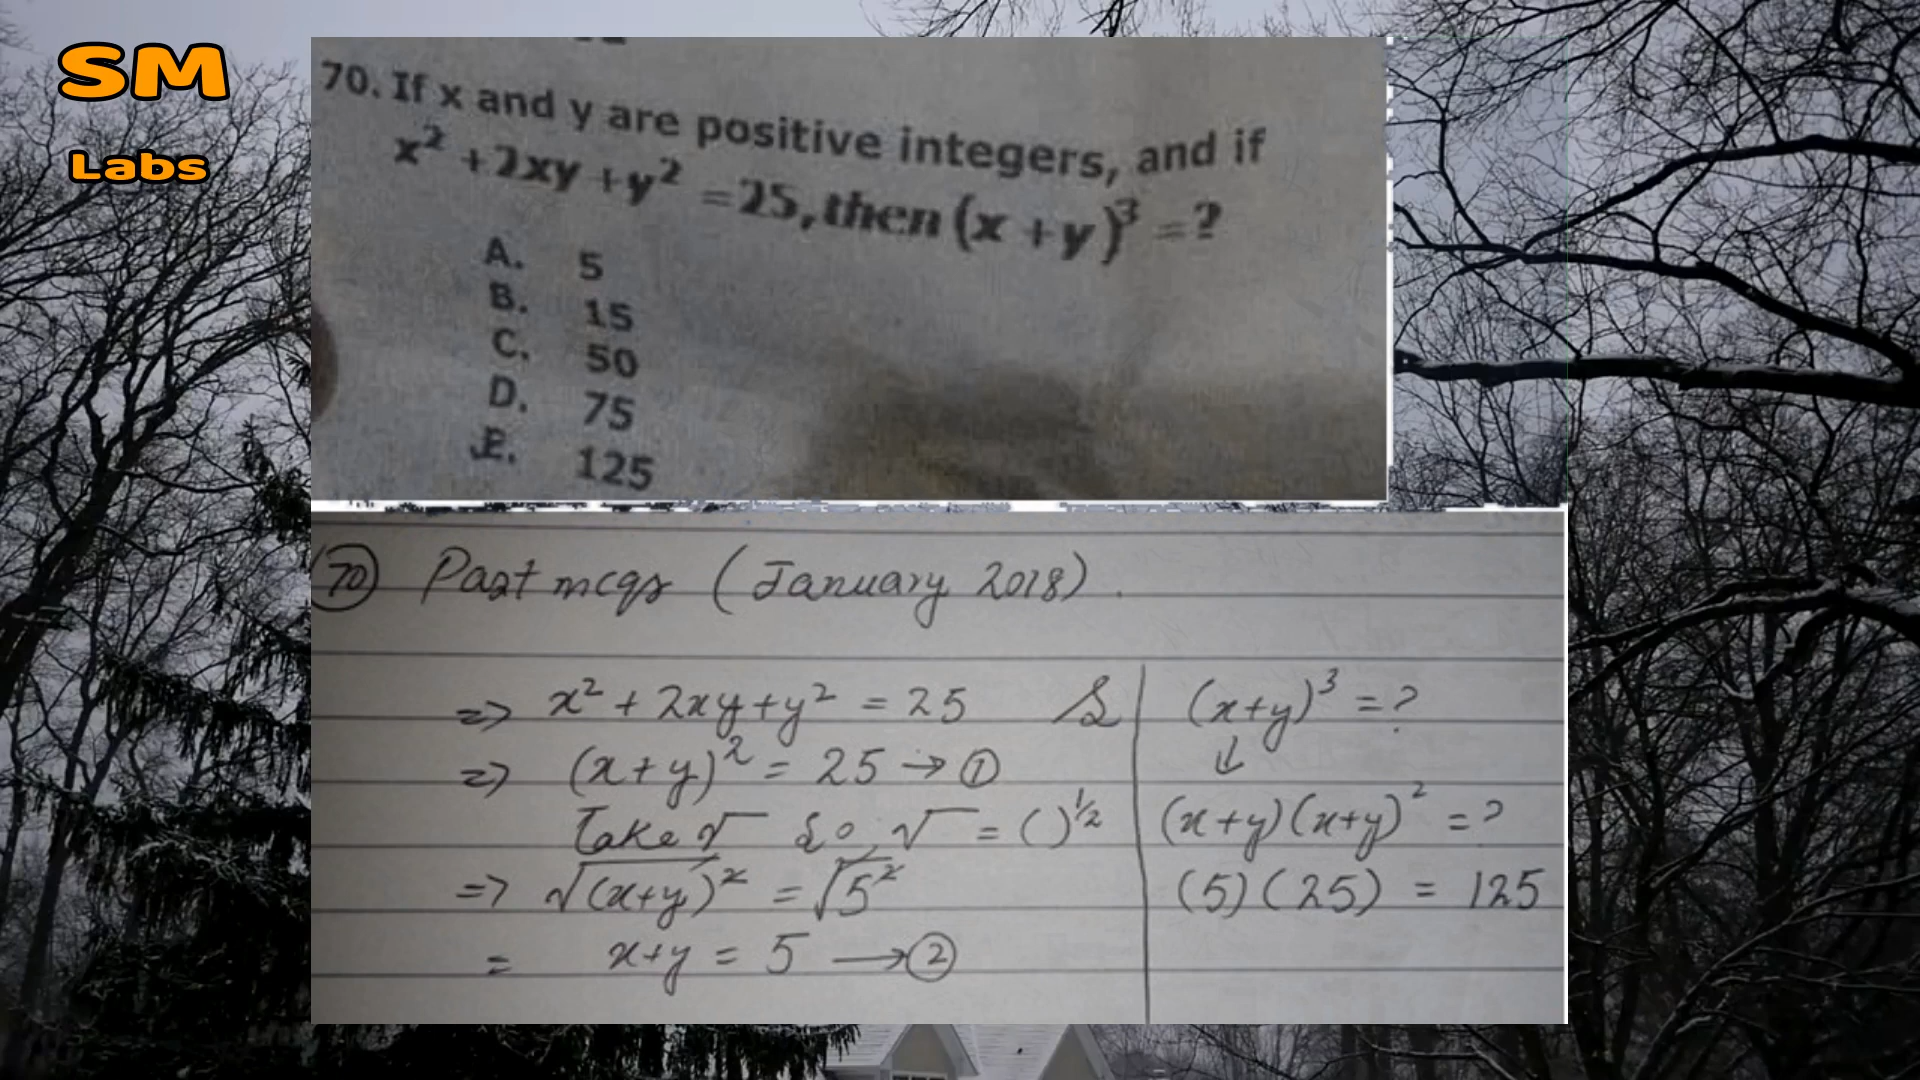 SM
Labs
70. If x and y are positive integers, and if
x² +2xy +y² =25, then (x +y)³ =?
A. 5
B. 15
C. 50
D. 75
E. 125
(70) Past mcqs (January 2018).
=> x² + 2xy + y² = 25 &
=> (x+y)² = 25 → ①
Take √ So √ = ( )^1/2
=> √(x+y)² = √5²
= x+y = 5 → ②
(x+y)³ = ?
↓
(x+y)(x+y)² = ?
(5)(25) = 125